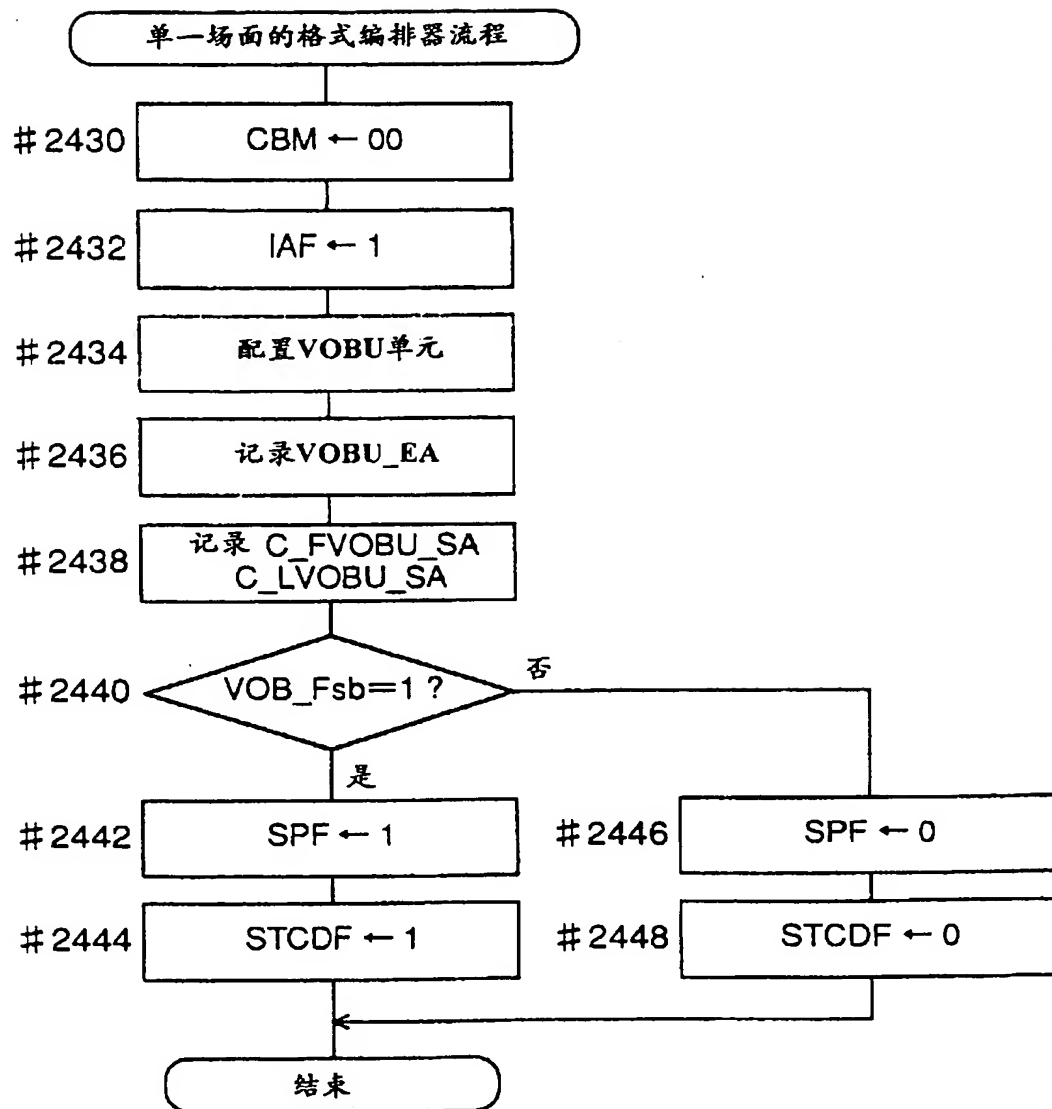 单一场面的格式编排器流程
#2430
CBM ← 00
#2432
IAF ← 1
#2434
配置VOBU单元
#2436
记录VOBU_EA
#2438
记录 C_FVOBU_SA
C_LVOBU_SA
#2440
VOB_Fsb=1 ?
否
是
#2442
SPF ← 1
#2446
SPF ← 0
#2444
STCDF ← 1
#2448
STCDF ← 0
结束